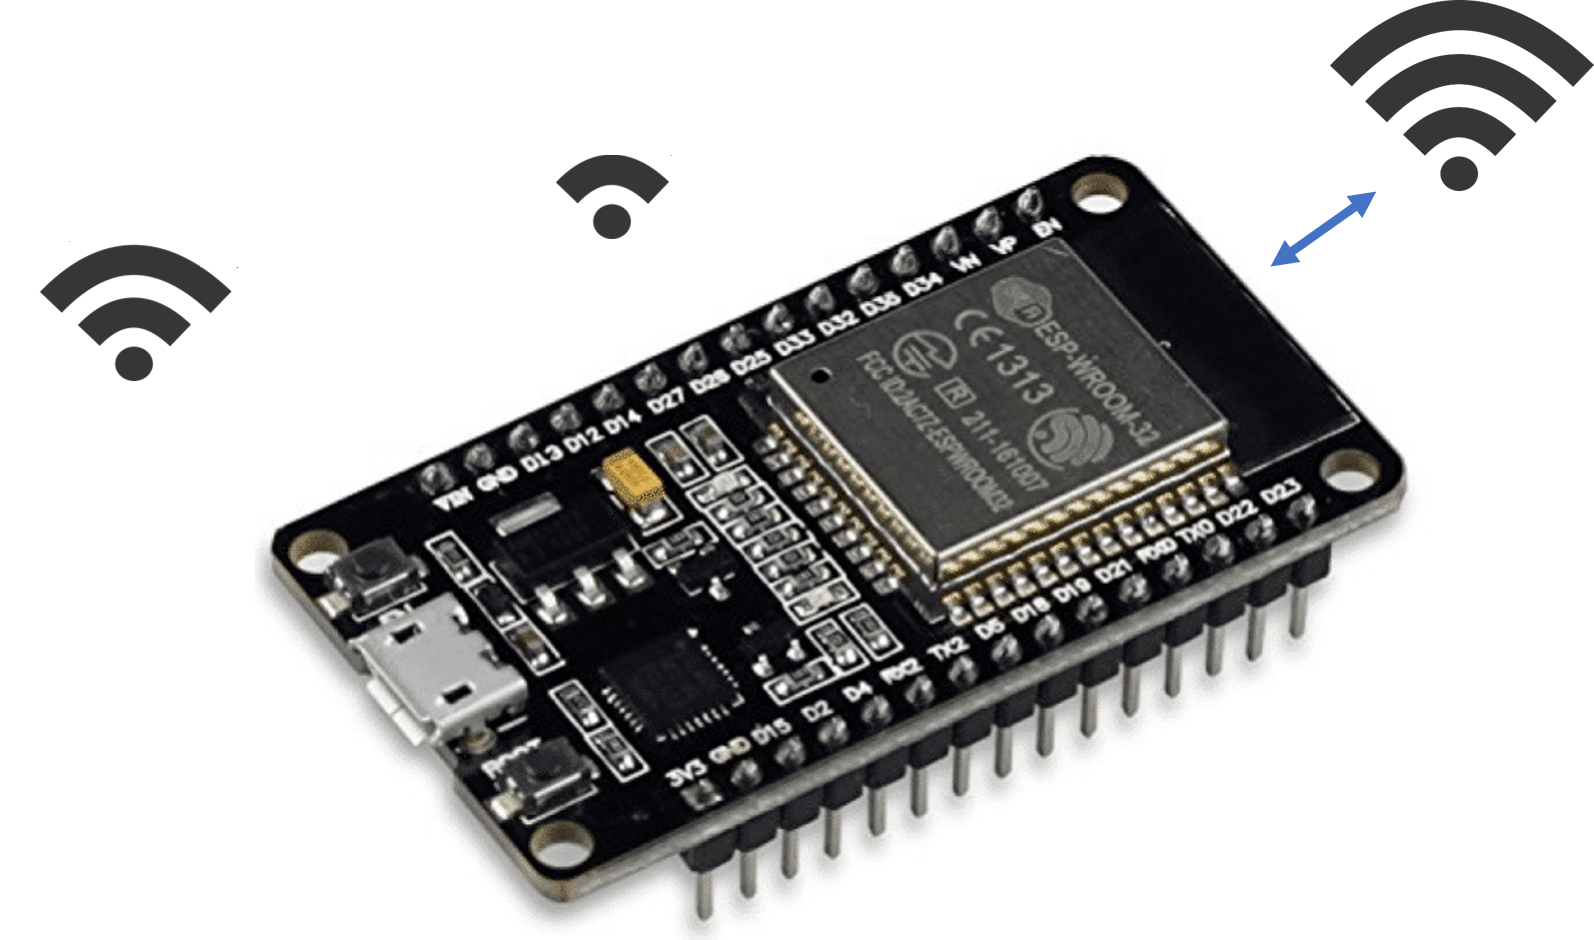 EN
VP
VN
D34
D35
D32
D33
D25
D26
D27
D14
D12
D13
GND
VIN
ESP-WROOM-32
CE1313
R
211-161007
FCC ID:2AC7Z-ESPWROOM32
D23
D22
TX0
RX0
D21
D19
D18
D5
TX2
RX2
D4
D2
D15
GND
3V3